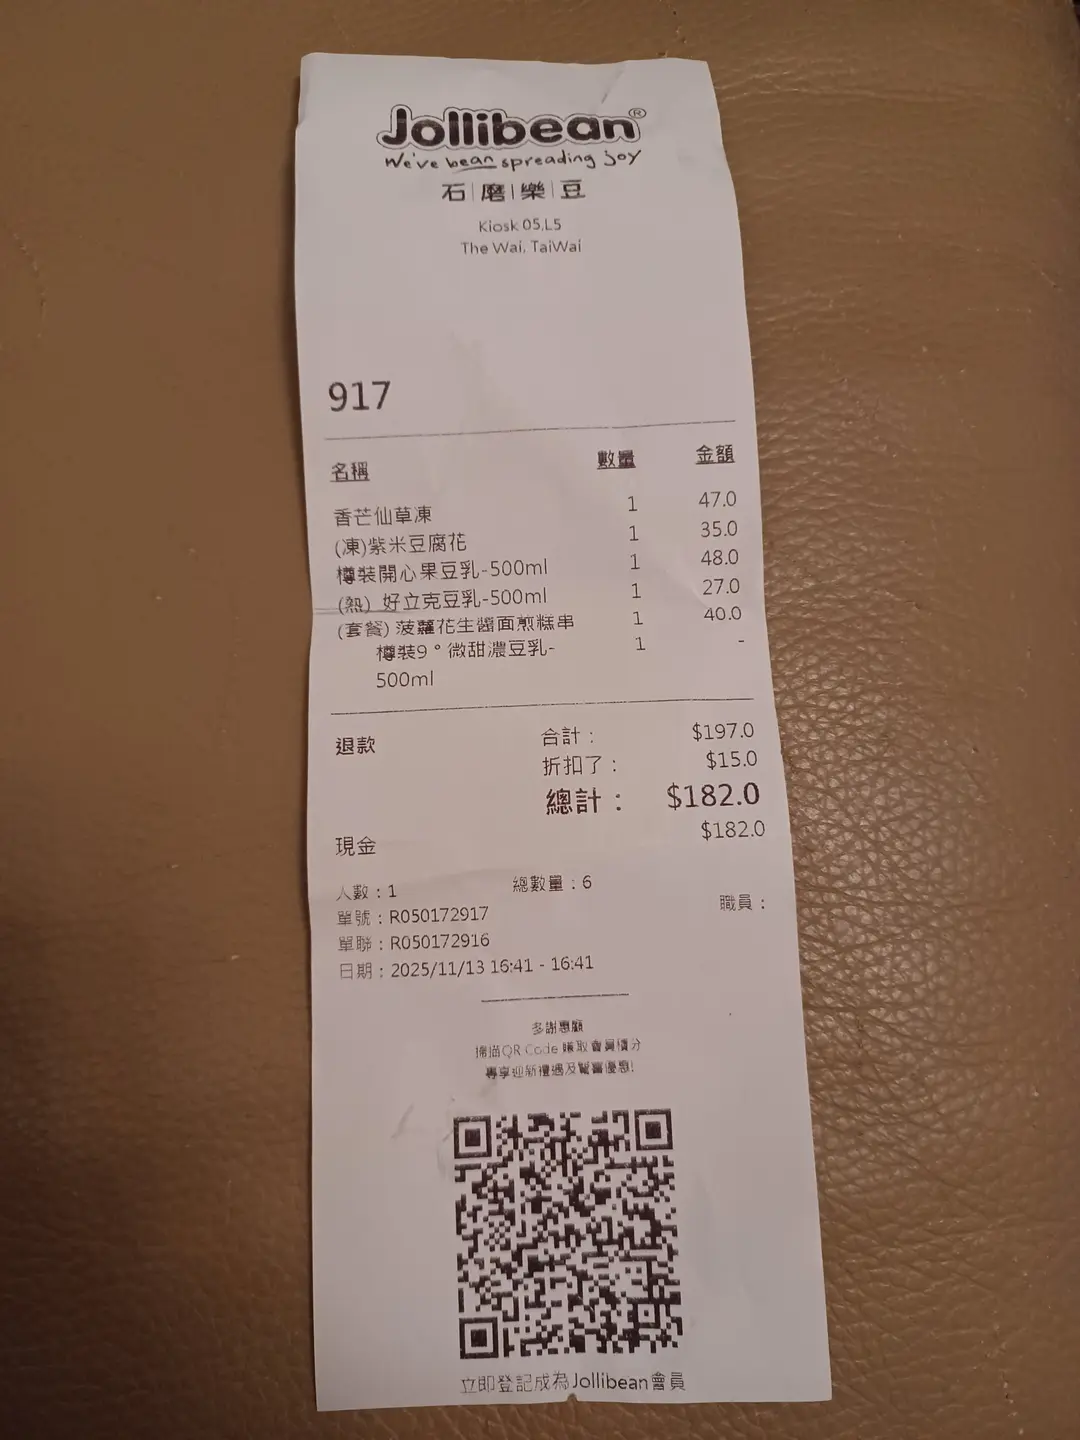 Jollibean®
We've bean spreading joy
石|磨|樂|豆
Kiosk 05,L5
The Wai, TaiWai
917
名稱 數量 金額
香芒仙草凍 1 47.0
(凍)紫米豆腐花 1 35.0
樽裝開心果豆乳-500ml 1 48.0
(熱) 好立克豆乳-500ml 1 27.0
(套餐) 菠蘿花生醬面煎糕串 1 40.0
樽裝9°微甜濃豆乳- 1 -
500ml
退款 合計: $197.0
折扣了: $15.0
總計: $182.0
現金 $182.0
人數:1 總數量:6
單號:R050172917 職員:
單聯:R050172916
日期:2025/11/13 16:41 - 16:41
多謝惠顧
掃描QR Code 賺取會員積分
專享迎新禮遇及驚喜優惠!
立即登記成為Jollibean會員